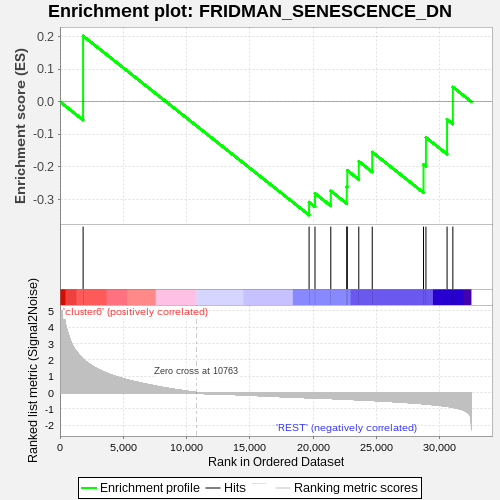 Enrichment plot: FRIDMAN_SENESCENCE_DN
Enrichment score (ES)
0.2
0.1
0.0
-0.1
-0.2
-0.3
'cluster6' (positively correlated)
Ranked list metric (Signal2Noise)
5
4
3
2
1
0
-1
-2
Zero cross at 10763
'REST' (negatively correlated)
0 5,000 10,000 15,000 20,000 25,000 30,000
Rank in Ordered Dataset
Enrichment profile Hits Ranking metric scores